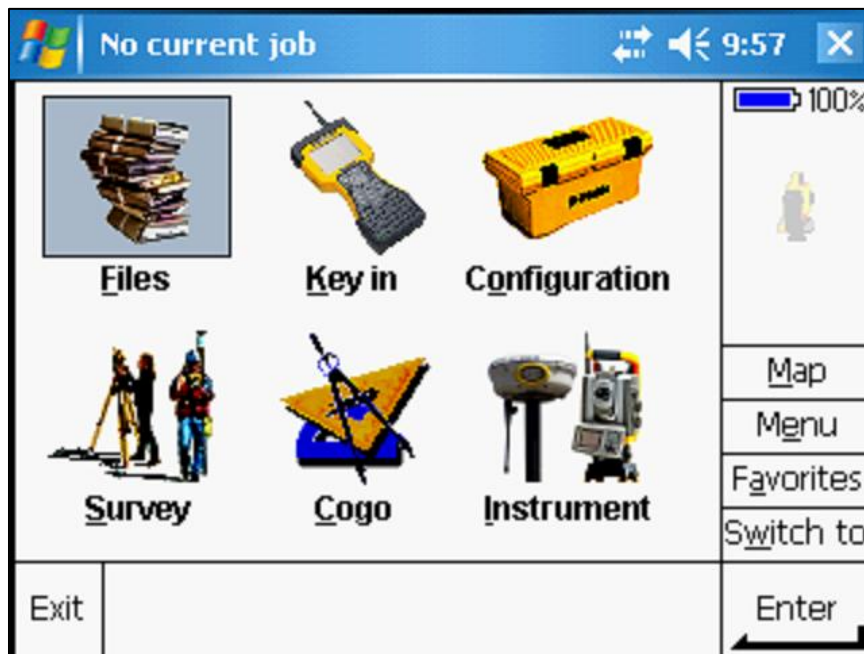 No current job 9:57
100%
Files Key in Configuration
Map
Menu
Survey Cogo Instrument
Favorites
Switch to
Exit Enter